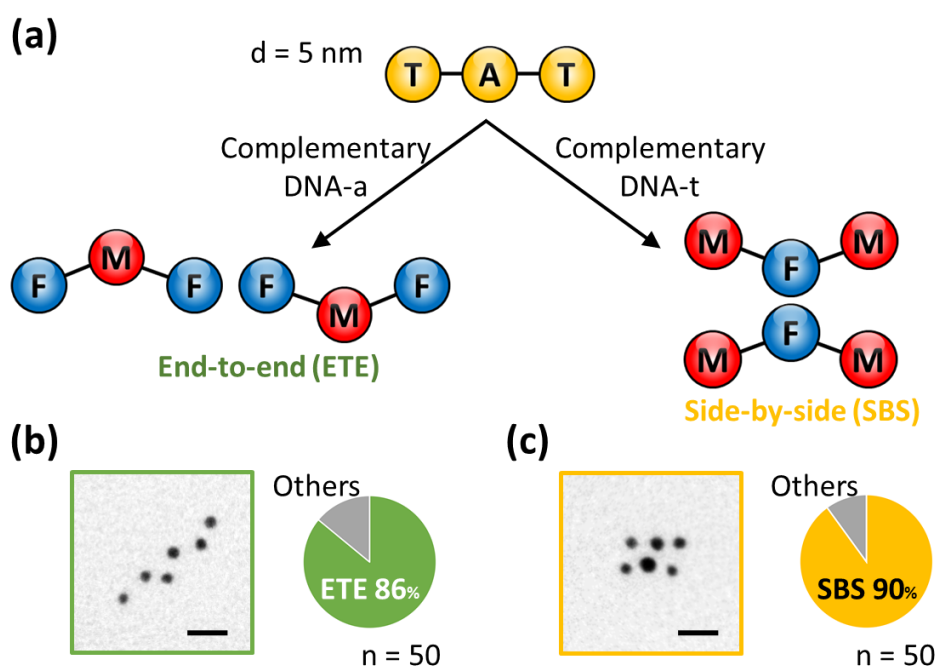 (a)
d = 5 nm
T A T
Complementary
DNA-a
Complementary
DNA-t
F M F F M F
M F M
M F M
End-to-end (ETE)
Side-by-side (SBS)
(b)
Others
ETE 86%
n = 50
(c)
Others
SBS 90%
n = 50